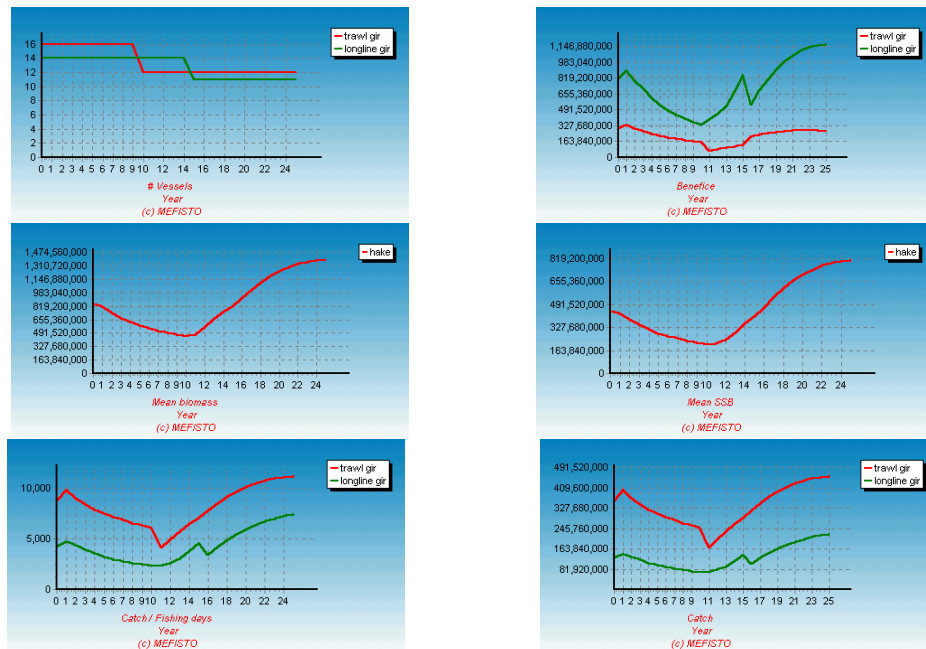 16
14
12
10
8
6
4
2
0
0 1 2 3 4 5 6 7 8 9 10 12 14 16 18 20 22 24
trawl gir
longline gir
# Vessels
Year
(c) MEFISTO
1,146,880,000
983,040,000
819,200,000
655,360,000
491,520,000
327,680,000
163,840,000
0
0 1 2 3 4 5 6 7 8 9 11 13 15 17 19 21 23 25
trawl gir
longline gir
Benefice
Year
(c) MEFISTO
1,474,560,000
1,310,720,000
1,146,880,000
983,040,000
819,200,000
655,360,000
491,520,000
327,680,000
163,840,000
0
0 1 2 3 4 5 6 7 8 9 10 12 14 16 18 20 22 24
hake
Mean biomass
Year
(c) MEFISTO
819,200,000
655,360,000
491,520,000
327,680,000
163,840,000
0
0 1 2 3 4 5 6 7 8 9 10 12 14 16 18 20 22 24
hake
Mean SSB
Year
(c) MEFISTO
10,000
5,000
0
0 1 2 3 4 5 6 7 8 9 10 12 14 16 18 20 22 24
trawl gir
longline gir
Catch / Fishing days
Year
(c) MEFISTO
491,520,000
409,600,000
327,680,000
245,760,000
163,840,000
81,920,000
0 1 2 3 4 5 6 7 8 9 11 13 15 17 19 21 23 25
trawl gir
longline gir
Catch
Year
(c) MEFISTO